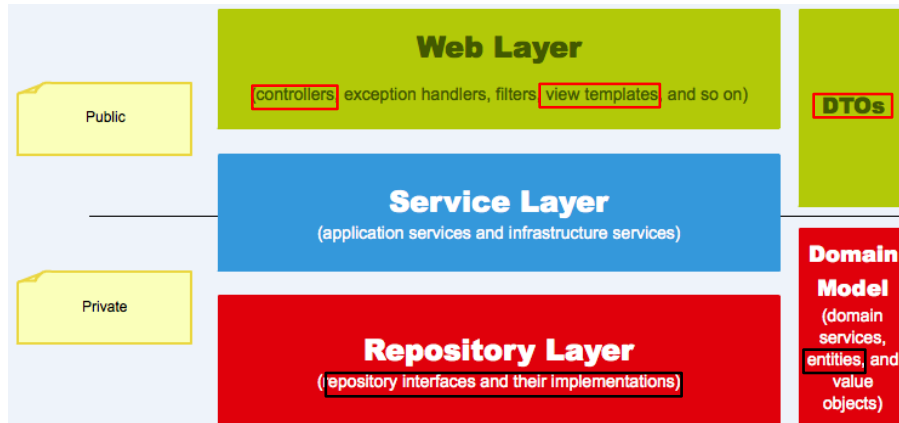 Web Layer
(controllers, exception handlers, filters, view templates, and so on)
DTOs
Public
Service Layer
(application services and infrastructure services)
Domain
Model
(domain
services,
entities, and
value
objects)
Private
Repository Layer
(repository interfaces and their implementations)